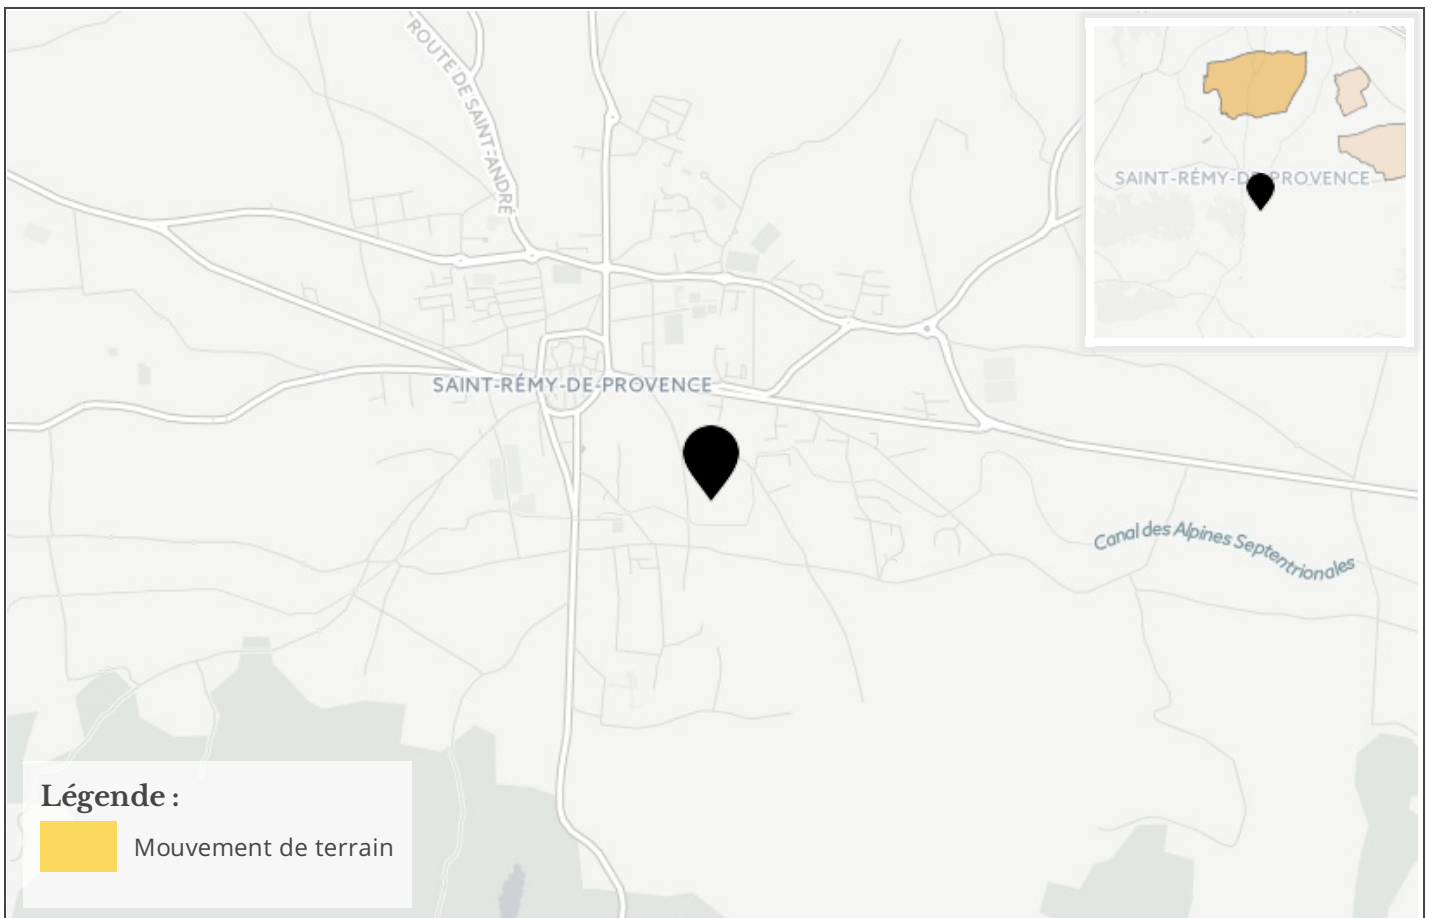 ROUTE DE SAINT-ANDRÉ
SAINT-RÉMY-DE-PROVENCE
SAINT-RÉMY-DE-PROVENCE
Canal des Alpines Septentrionales
Légende :
Mouvement de terrain